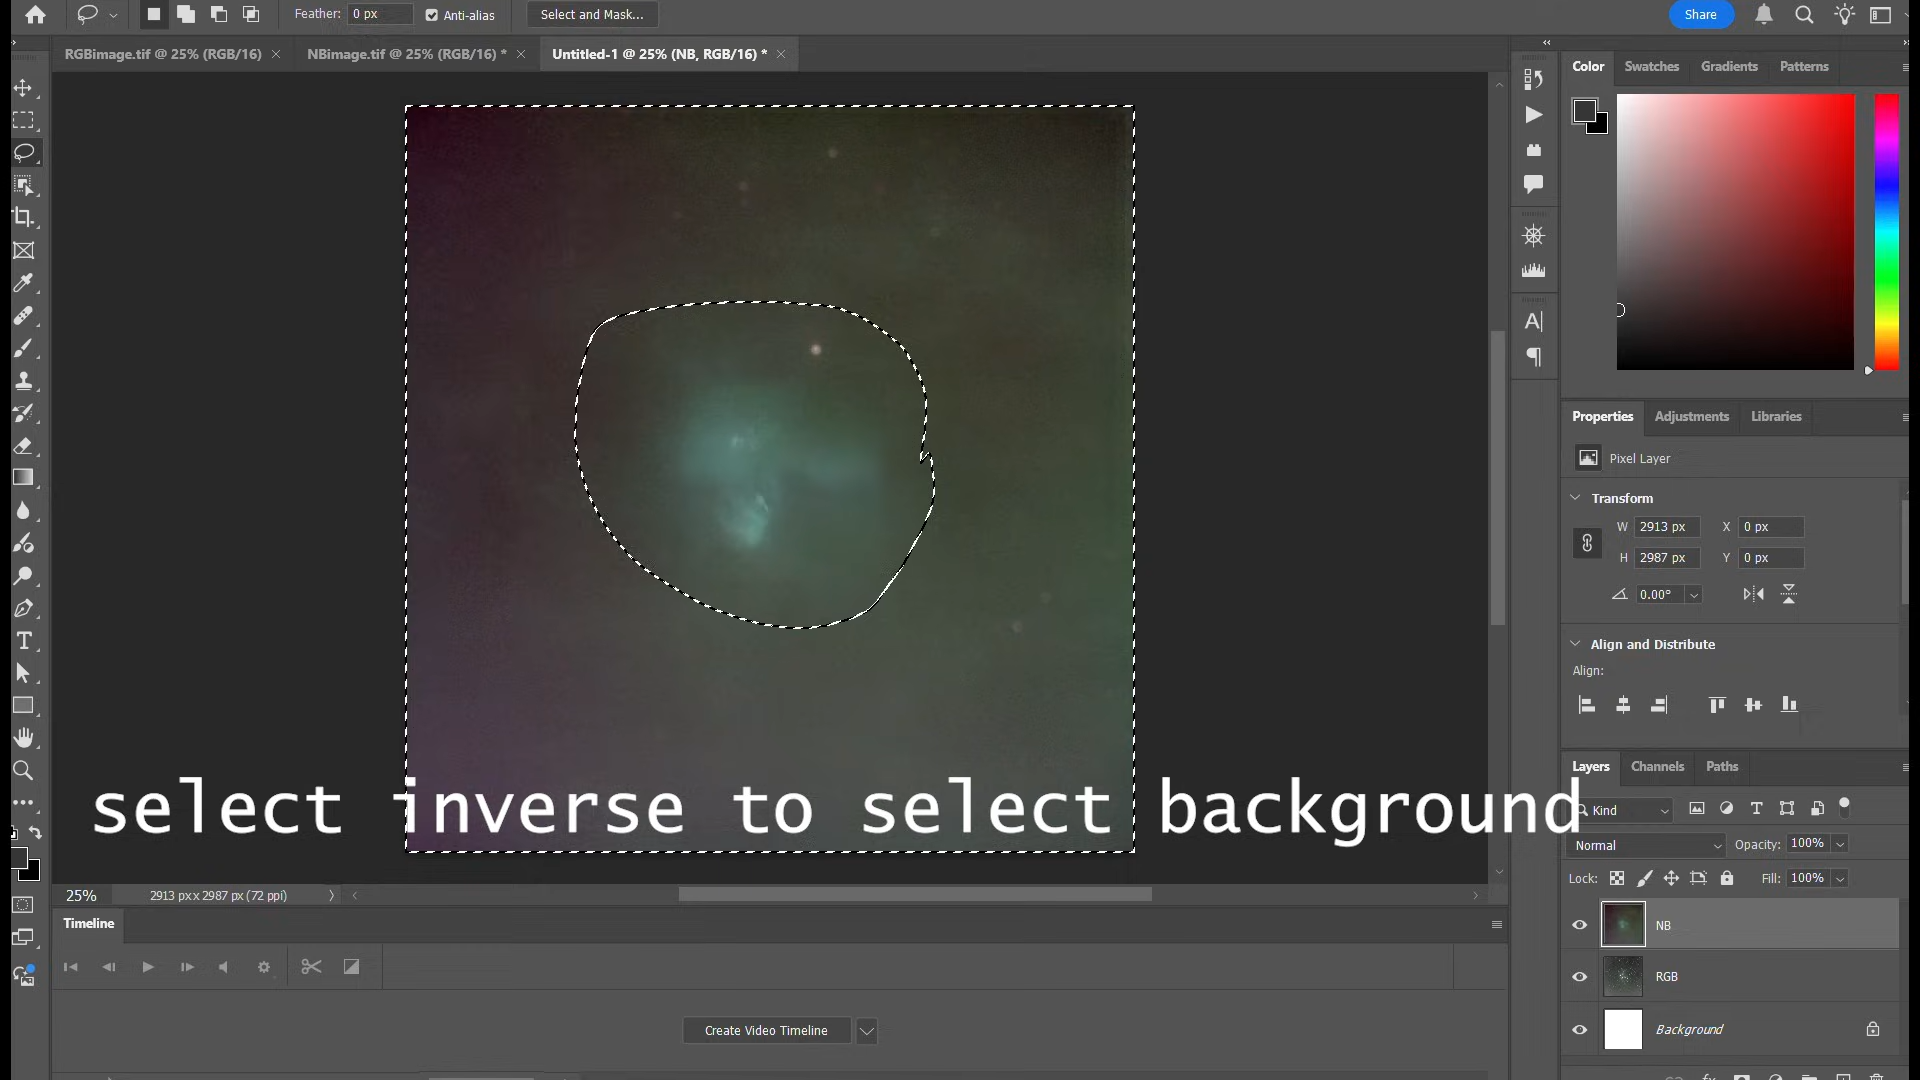 Feather: 0 px Anti-alias Select and Mask... Share
RGBimage.tif @ 25% (RGB/16) × NBimage.tif @ 25% (RGB/16) * × Untitled-1 @ 25% (NB, RGB/16) * ×
Color Swatches Gradients Patterns
Properties Adjustments Libraries
Pixel Layer
Transform
W 2913 px X 0 px
H 2987 px Y 0 px
0.00°
Align and Distribute
Align:
Layers Channels Paths
select inverse to select background
Kind
Normal Opacity: 100%
Lock: Fill: 100%
25% 2913 px x 2987 px (72 ppi)
Timeline
NB
RGB
Create Video Timeline
Background